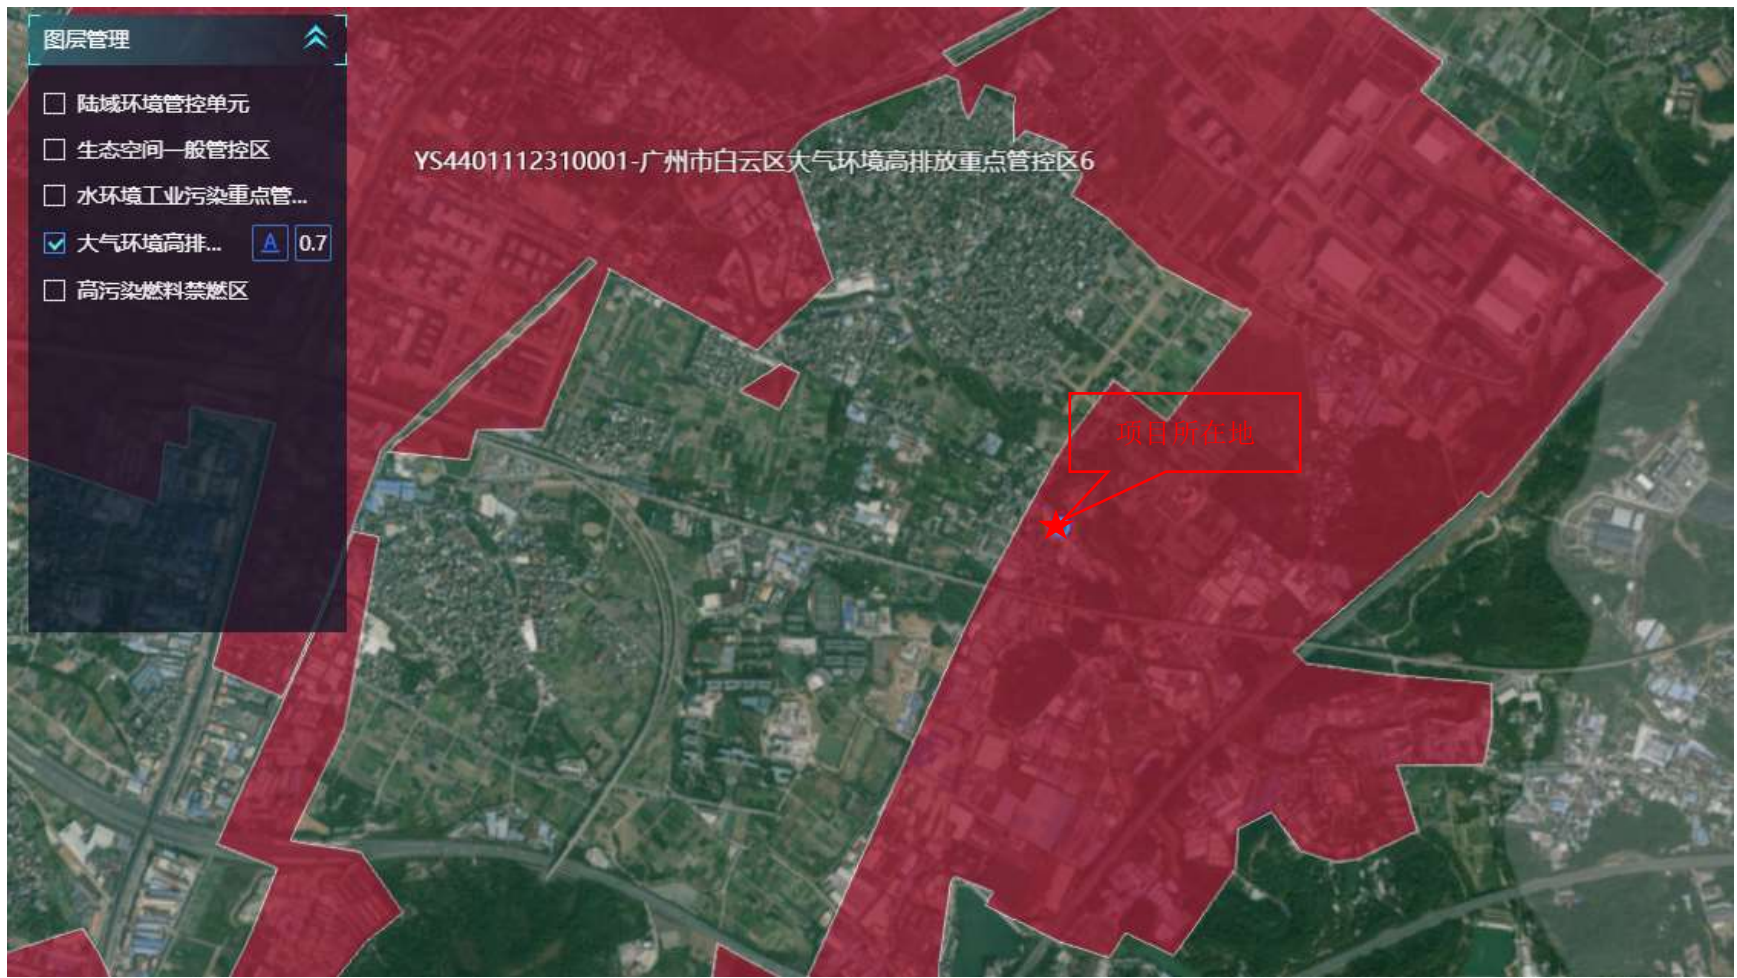 图层管理
陆域环境管控单元
生态空间一般管控区
水环境工业污染重点管...
大气环境高排... A 0.7
高污染燃料禁燃区
YS4401112310001-广州市白云区大气环境高排放重点管控区6
项目所在地